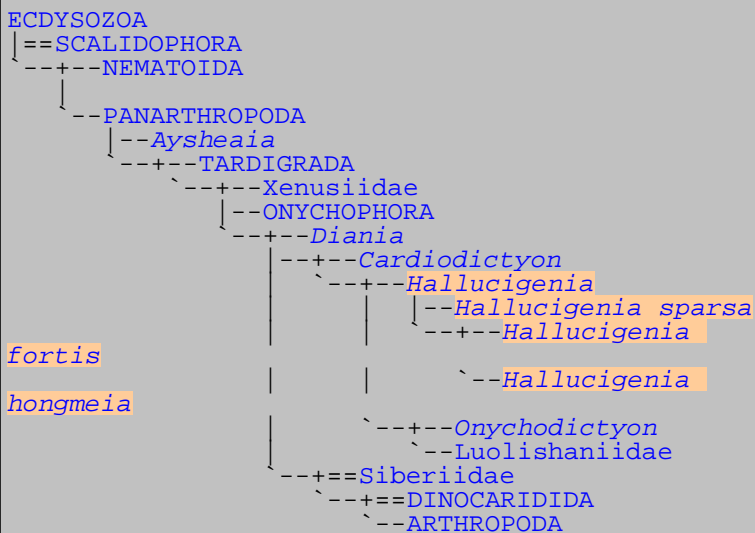 ECDYSOZOA
|==SCALIDOPHORA
`--+--NEMATOIDA
   |
   `--PANARTHROPODA
      |--Aysheaia
      `--+--TARDIGRADA
          `--+--Xenusiidae
             |--ONYCHOPHORA
             `--+--Diania
                |--+--Cardiodictyon
                |  `--+--Hallucigenia
                |     |  |--Hallucigenia sparsa
                |     |  `--+--Hallucigenia
fortis
                |     |     `--Hallucigenia
hongmeia
                |     `--+--Onychodictyon
                |        `--Luolishaniidae
                `--+==Siberiidae
                   `--+==DINOCARIDIDA
                      `--ARTHROPODA